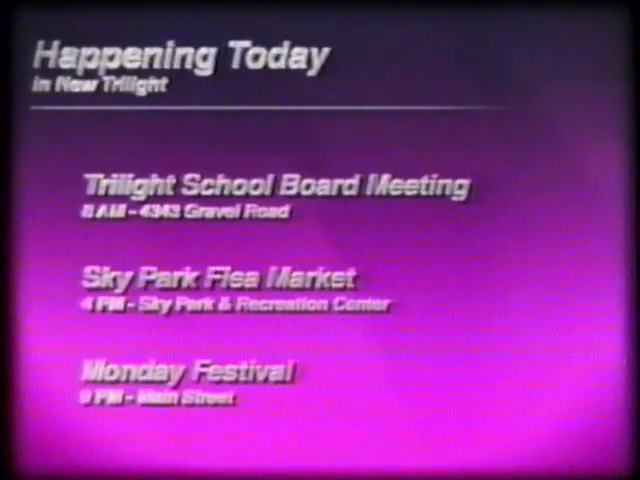 Happening Today
in New Trilight
Trilight School Board Meeting
8 AM - 4343 Gravel Road
Sky Park Flea Market
4 PM - Sky Park & Recreation Center
Monday Festival
9 PM - Main Street